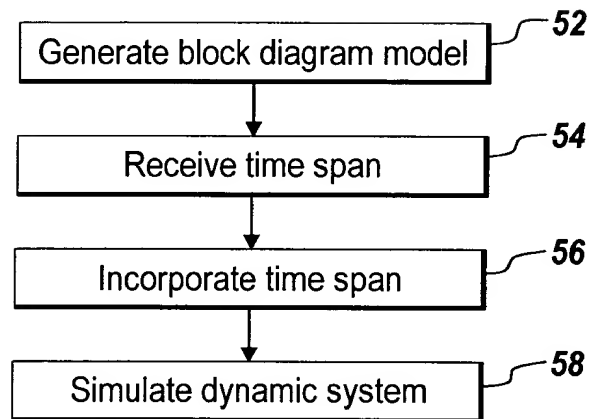 52
Generate block diagram model
54
Receive time span
56
Incorporate time span
58
Simulate dynamic system